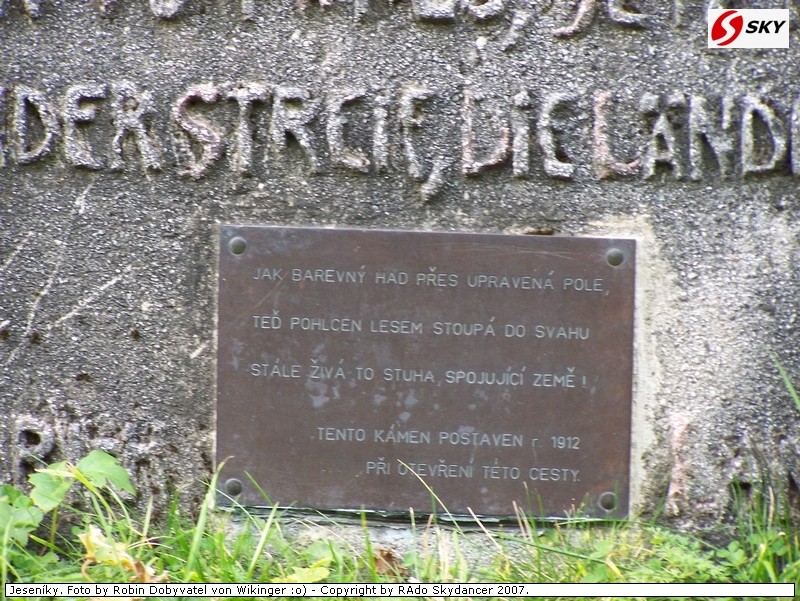 SKY
DER STREIF, DIE LÄND
JAK BAREVNÝ HAD PŘES UPRAVENÁ POLE,
TEĎ POHLCEN LESEM STOUPÁ DO SVAHU
STÁLE ŽIVÁ TO STUHA, SPOJUJÍCÍ ZEMĚ !
TENTO KÁMEN POSTAVEN r. 1912
PŘI OTEVŘENÍ TÉTO CESTY.
Jeseníky. Foto by Robin Dobyvatel von Wikinger :o) - Copyright by RAdo Skydancer 2007.